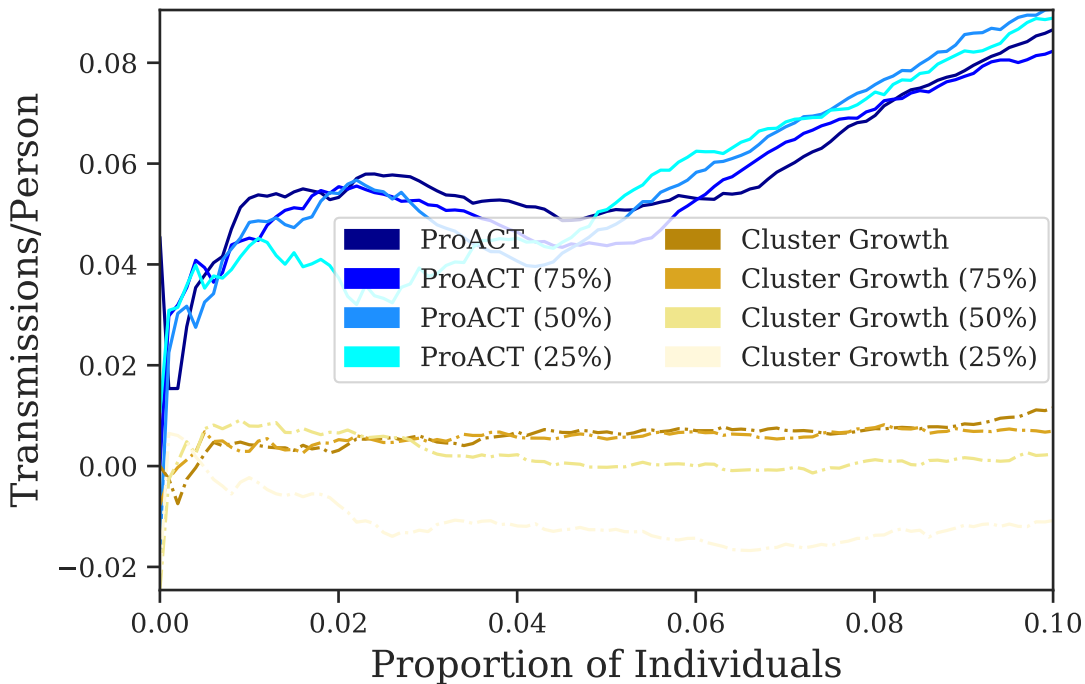 0.08
0.06
0.04
0.02
0.00
−0.02
Transmissions/Person
ProACT
ProACT (75%)
ProACT (50%)
ProACT (25%)
Cluster Growth
Cluster Growth (75%)
Cluster Growth (50%)
Cluster Growth (25%)
0.00 0.02 0.04 0.06 0.08 0.10
Proportion of Individuals